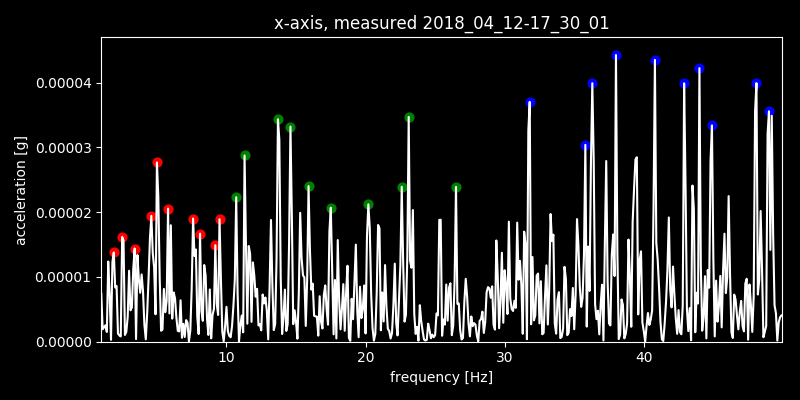 x-axis, measured 2018_04_12-17_30_01
acceleration [g]
0.00004
0.00003
0.00002
0.00001
0.00000
10 20 30 40
frequency [Hz]